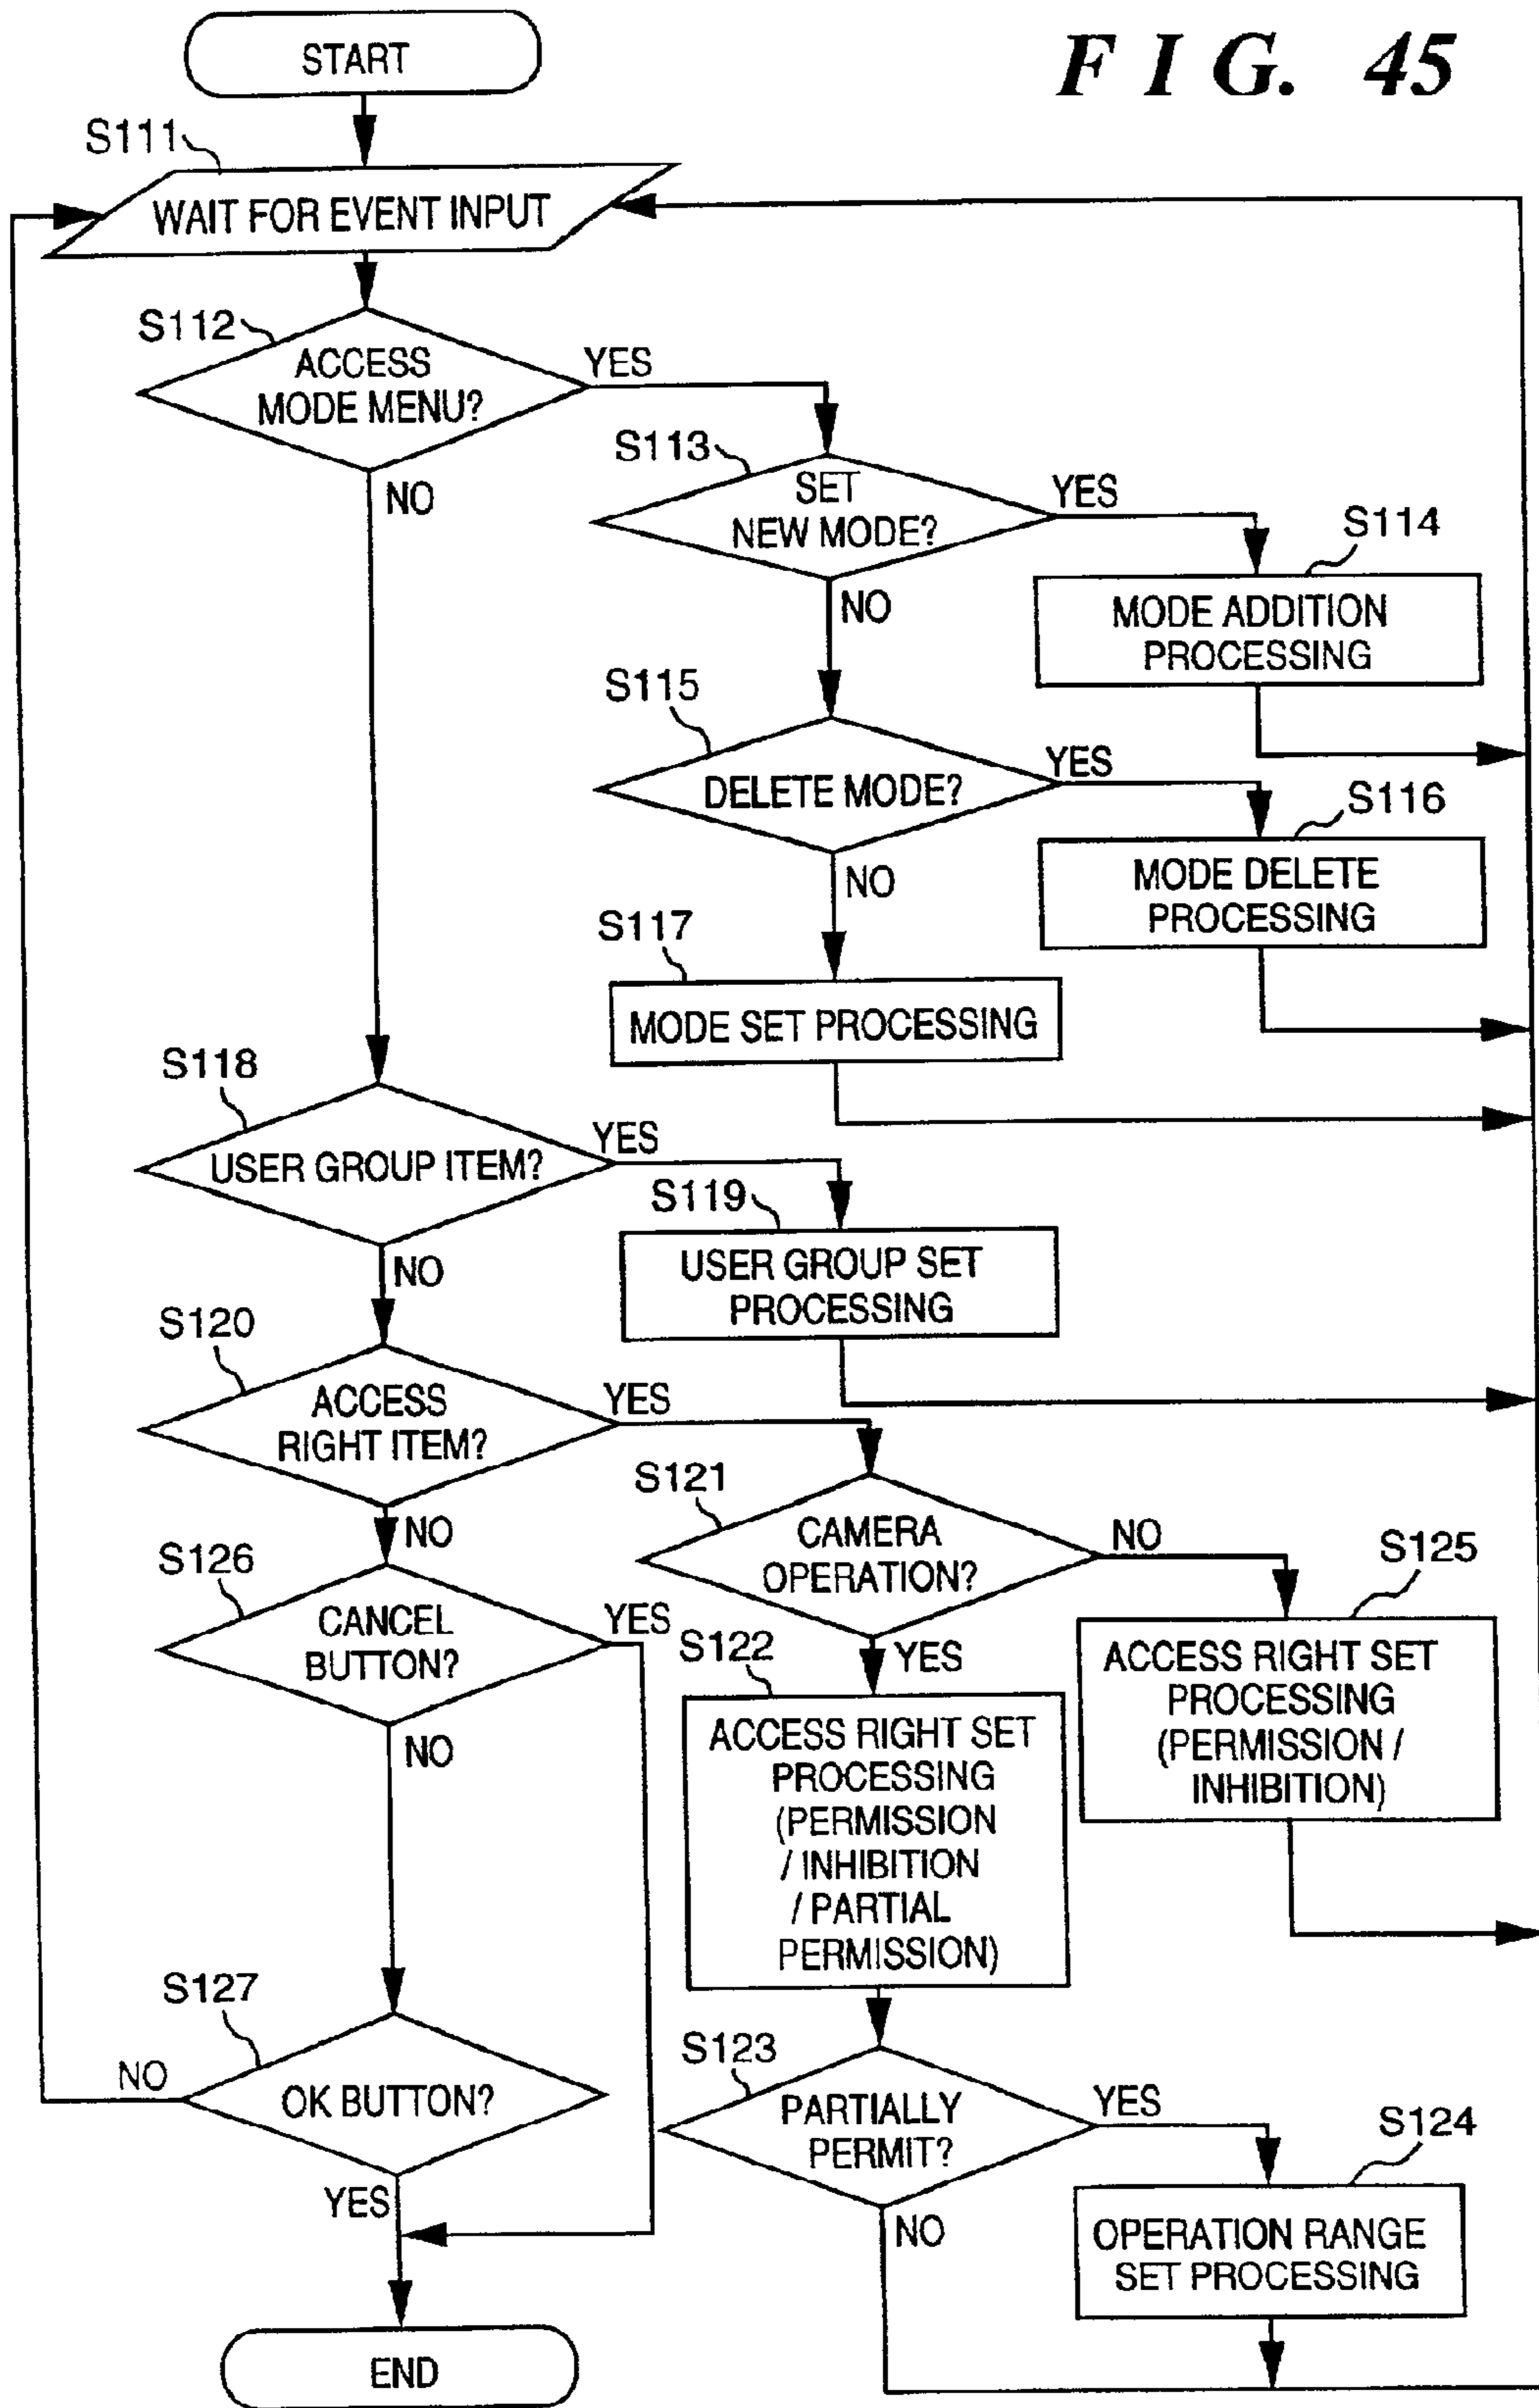 FIG. 45
START
S111
WAIT FOR EVENT INPUT
S112
ACCESS
MODE MENU?
YES
NO
S113
SET
NEW MODE?
YES
NO
S114
MODE ADDITION
PROCESSING
S115
DELETE MODE?
YES
NO
S116
MODE DELETE
PROCESSING
S117
MODE SET PROCESSING
S118
USER GROUP ITEM?
YES
NO
S119
USER GROUP SET
PROCESSING
S120
ACCESS
RIGHT ITEM?
YES
NO
S121
CAMERA
OPERATION?
NO
YES
S125
ACCESS RIGHT SET
PROCESSING
(PERMISSION /
INHIBITION)
S122
ACCESS RIGHT SET
PROCESSING
(PERMISSION
/ INHIBITION
/ PARTIAL
PERMISSION)
S126
CANCEL
BUTTON?
YES
NO
S127
OK BUTTON?
NO
YES
S123
PARTIALLY
PERMIT?
YES
NO
S124
OPERATION RANGE
SET PROCESSING
END